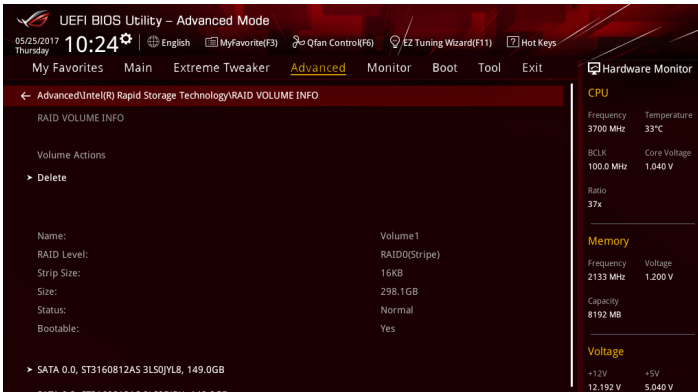 UEFI BIOS Utility – Advanced Mode
05/25/2017 Thursday 10:24 English MyFavorite(F3) Qfan Control(F6) EZ Tuning Wizard(F11) ? Hot Keys
My Favorites Main Extreme Tweaker Advanced Monitor Boot Tool Exit
← Advanced\Intel(R) Rapid Storage Technology\RAID VOLUME INFO
RAID VOLUME INFO
Volume Actions
> Delete
Name: Volume1
RAID Level: RAID0(Stripe)
Strip Size: 16KB
Size: 298.1GB
Status: Normal
Bootable: Yes
> SATA 0.0, ST3160812AS 3LS0JYL8, 149.0GB
Hardware Monitor
CPU
Frequency Temperature
3700 MHz 33°C
BCLK Core Voltage
100.0 MHz 1.040 V
Ratio
37x
Memory
Frequency Voltage
2133 MHz 1.200 V
Capacity
8192 MB
Voltage
+12V +5V
12.192 V 5.040 V